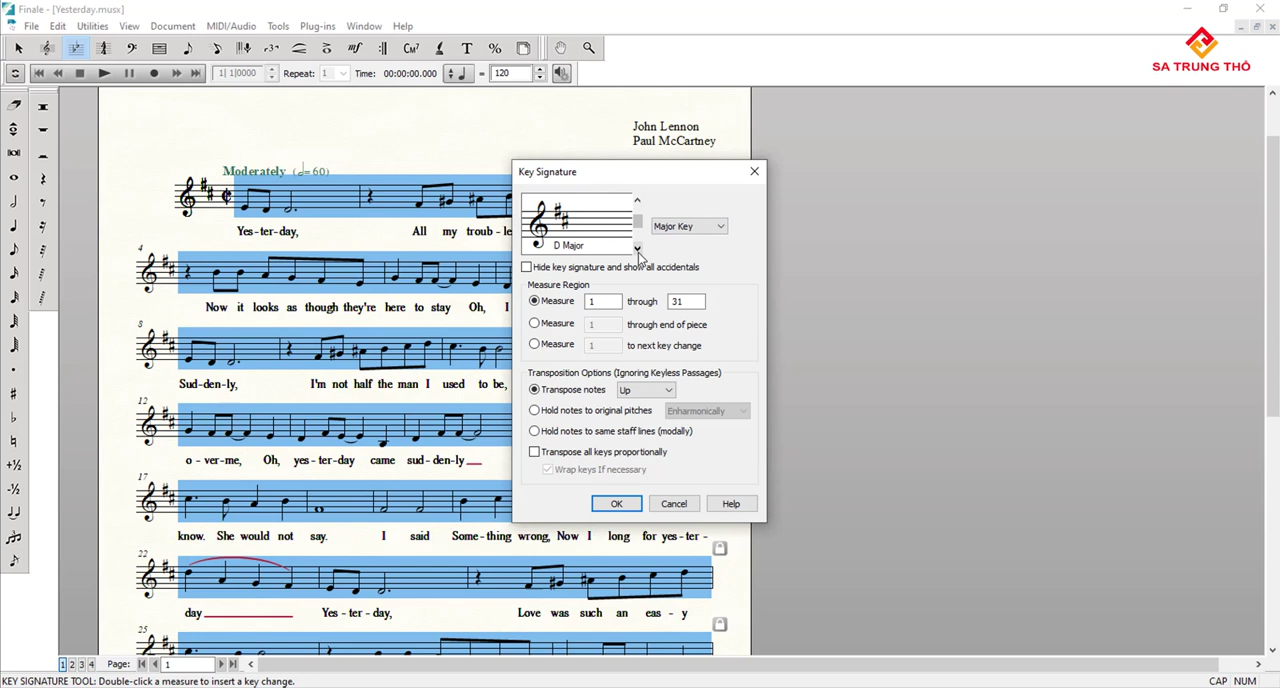 Finale - [Yesterday.musx]
File Edit Utilities View Document MIDI/Audio Tools Plug-ins Window Help
SA TRUNG THÔ
1| 1|0000 Repeat: 1 Time: 00:00:00.000 = 120
John Lennon
Paul McCartney
Moderately (=60)
Yes-ter-day, All my troub-le
4
Now it looks as though they're here to stay Oh, I
8
Sud-den-ly, I'm not half the man I used to be,
12
o - ver-me, Oh, yes-ter-day came sud-den-ly
17
know. She would not say. I said Some-thing wrong, Now I long for yes-ter-
22
day Yes-ter-day, Love was such an eas-y
25
Key Signature
D Major
Major Key
Hide key signature and show all accidentals
Measure Region
Measure 1 through 31
Measure 1 through end of piece
Measure 1 to next key change
Transposition Options (Ignoring Keyless Passages)
Transpose notes Up
Hold notes to original pitches Enharmonically
Hold notes to same staff lines (modally)
Transpose all keys proportionally
Wrap keys If necessary
OK Cancel Help
1 2 3 4 Page: 1
KEY SIGNATURE TOOL: Double-click a measure to insert a key change.
CAP NUM